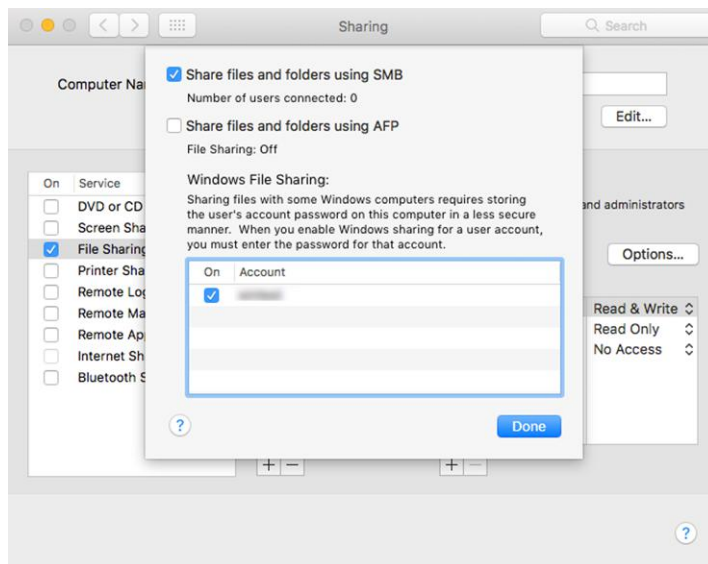 Sharing
Search
Computer Na
Edit...
Share files and folders using SMB
Number of users connected: 0
Share files and folders using AFP
File Sharing: Off
Windows File Sharing:
Sharing files with some Windows computers requires storing
the user's account password on this computer in a less secure
manner. When you enable Windows sharing for a user account,
you must enter the password for that account.
On Account
Done
On Service
DVD or CD
Screen Sha
File Sharing
Printer Sha
Remote Log
Remote Ma
Remote Ap
Internet Sh
Bluetooth S
and administrators
Options...
Read & Write
Read Only
No Access